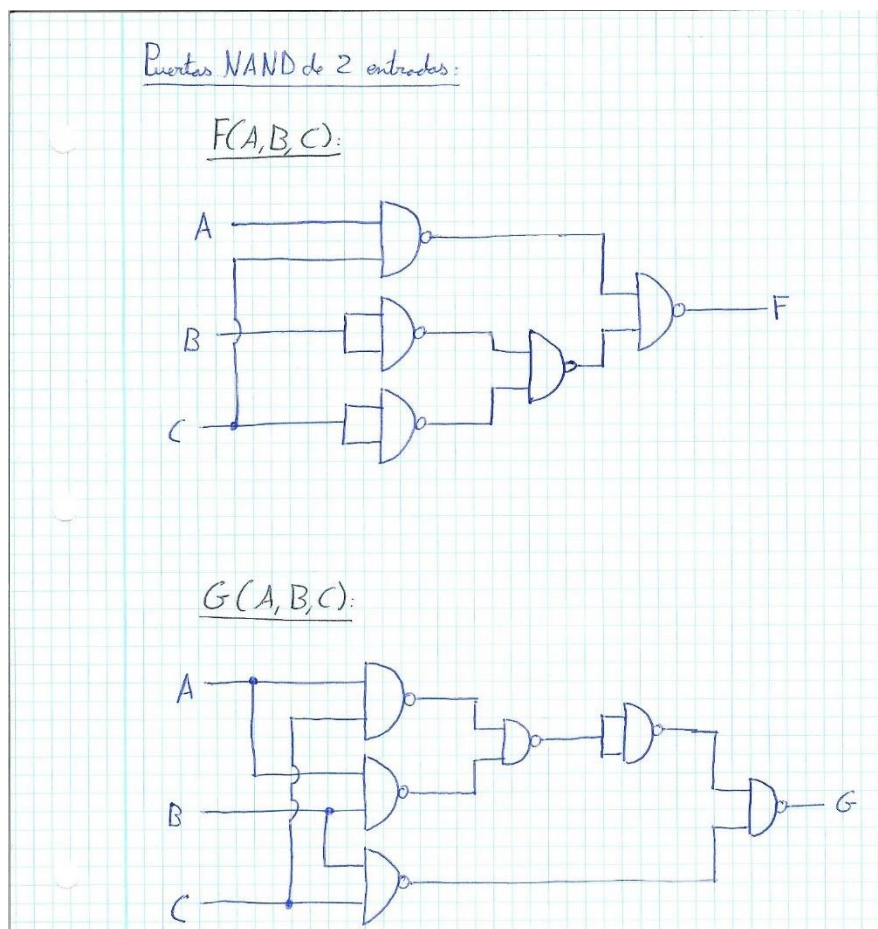 Puertas NAND de 2 entradas:
F(A,B,C):
A
B
C
F
G(A,B,C):
A
B
C
G